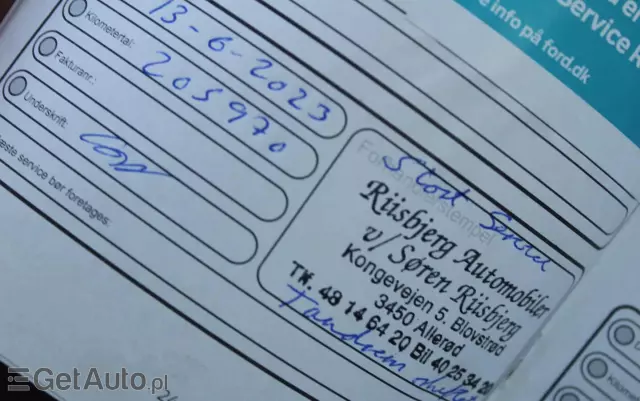 e info på ford.dk
Service
13-6-2023
Kilometertal:
205970
Fakturanr.:
Underskrift:
æste service bør foretages:
Stort Service
Forhandlerstempel
Riisbjerg Automobiler
v/ Søren Riisbjerg
Kongevejen 5, Blovstrød
3450 Allerød
Tlf. 48 14 64 20 Bil 40 25 34 20
Tandrem
GetAuto.pl